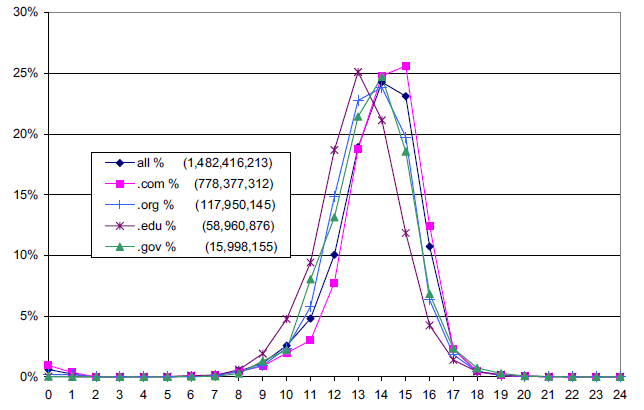 30%
25%
20%
15%
10%
5%
0%
all % (1,482,416,213)
.com % (778,377,312)
.org % (117,950,145)
.edu % (58,960,876)
.gov % (15,998,155)
0 1 2 3 4 5 6 7 8 9 10 11 12 13 14 15 16 17 18 19 20 21 22 23 24